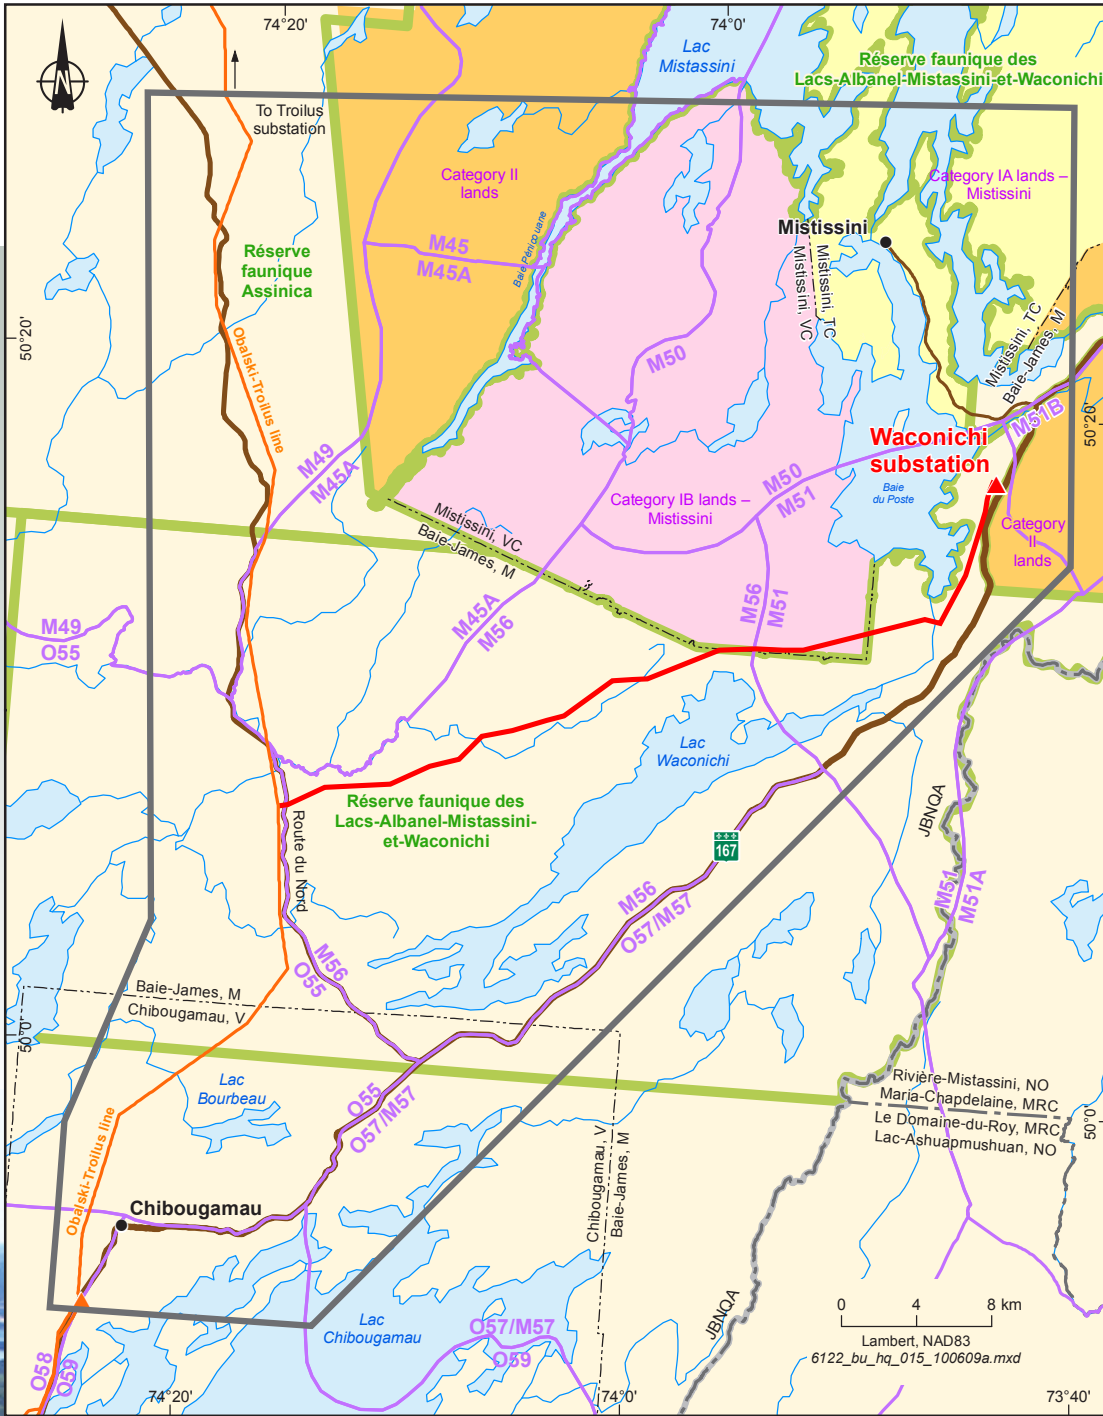 74°20'
74°0'
N
Lac
Mistassini
Réserve faunique des
Lacs-Albanel-Mistassini-et-Waconichi
To Troilus
substation
Category II
lands
Category IA lands –
Mistissini
Mistissini
Baie Pénicouane
M45
M45A
Réserve
faunique
Assinica
Mistissini, TC
Mistissini, VC
50°20'
Obalski-Troilus line
M50
Mistissini, TC
Baie-James, M
M51B
50°20'
Waconichi
substation
M49
M45A
M50
M51
Baie
du Poste
Category IB lands –
Mistissini
Mistissini, VC
Baie-James, M
Category
II
lands
M56
M51
M45A
M56
M49
O55
Lac
Waconichi
Réserve faunique des
Lacs-Albanel-Mistassini-
et-Waconichi
JBNQA
Route du Nord
167
M51
M51A
M56
O57/M57
M56
O55
Baie-James, M
Chibougamau, V
50°0'
Lac
Bourbeau
O55
O57/M57
Rivière-Mistassini, NO
Maria-Chapdelaine, MRC
Le Domaine-du-Roy, MRC
Lac-Ashuapmushuan, NO
50°0'
Obalski-Troilus line
Chibougamau, V
Baie-James, M
Chibougamau
Lac
Chibougamau
O57/M57
O59
JBNQA
0 4 8 km
Lambert, NAD83
6122_bu_hq_015_100609a.mxd
O58
O59
74°20'
74°0'
73°40'